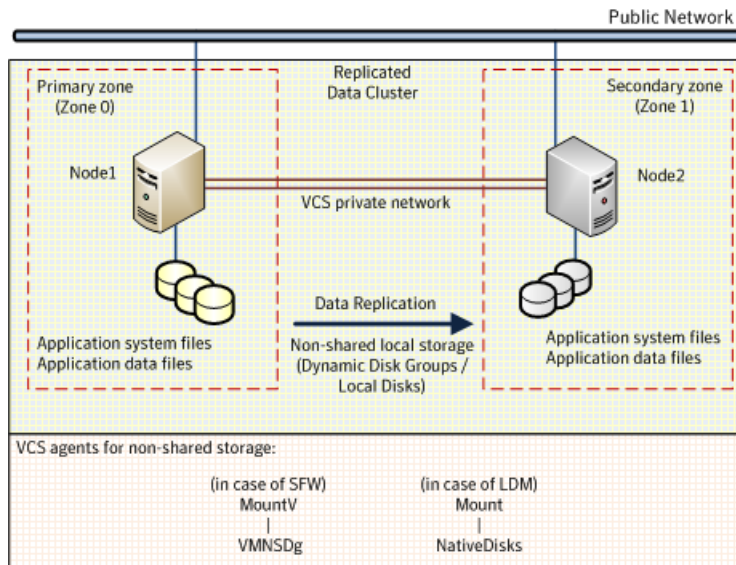 Public Network
Replicated
Data Cluster
Primary zone
(Zone 0)
Secondary zone
(Zone 1)
Node1
Node2
VCS private network
Data Replication
Non-shared local storage
(Dynamic Disk Groups /
Local Disks)
Application system files
Application data files
Application system files
Application data files
VCS agents for non-shared storage:
(in case of SFW)
MountV
|
VMNSDg
(in case of LDM)
Mount
|
NativeDisks